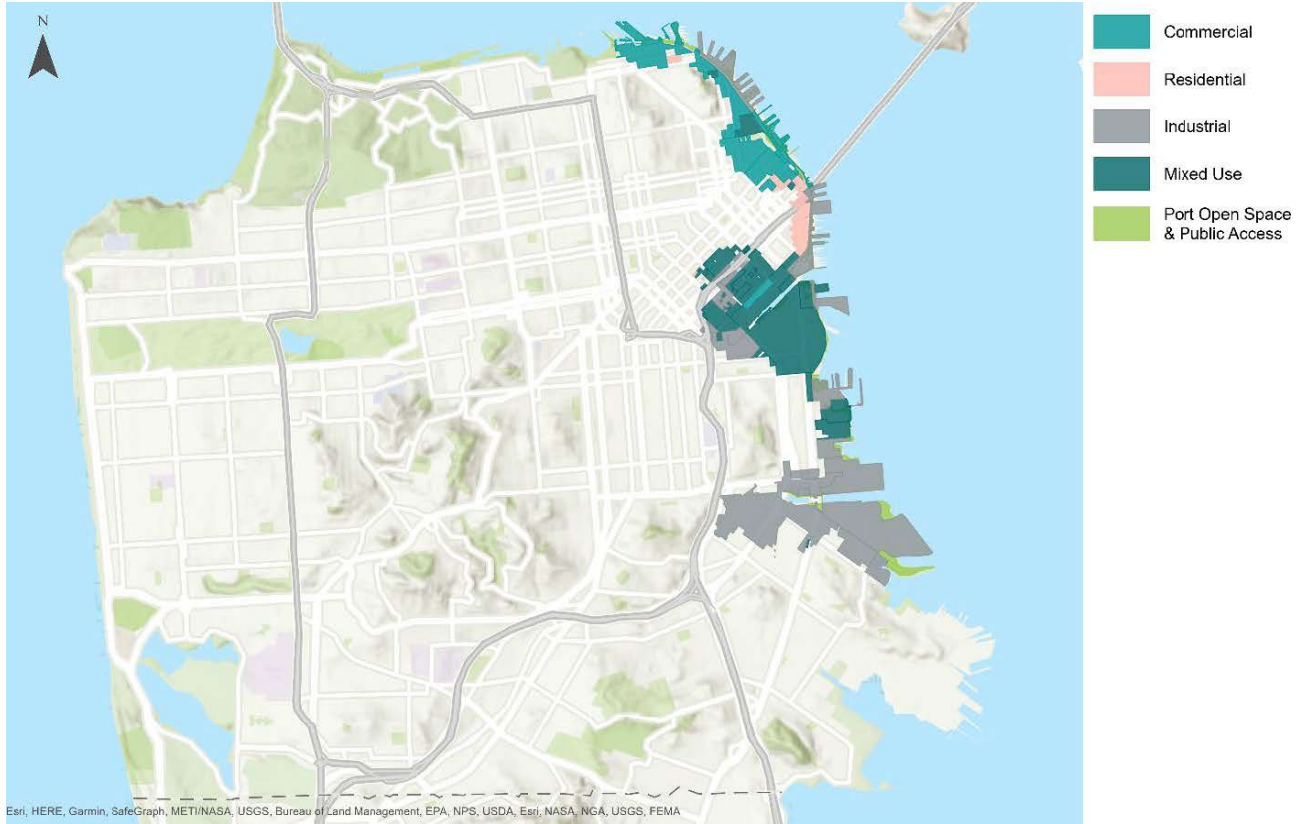 N
Commercial
Residential
Industrial
Mixed Use
Port Open Space
& Public Access
Esri, HERE, Garmin, SafeGraph, METI/NASA, USGS, Bureau of Land Management, EPA, NPS, USDA, Esri, NASA, NGA, USGS, FEMA